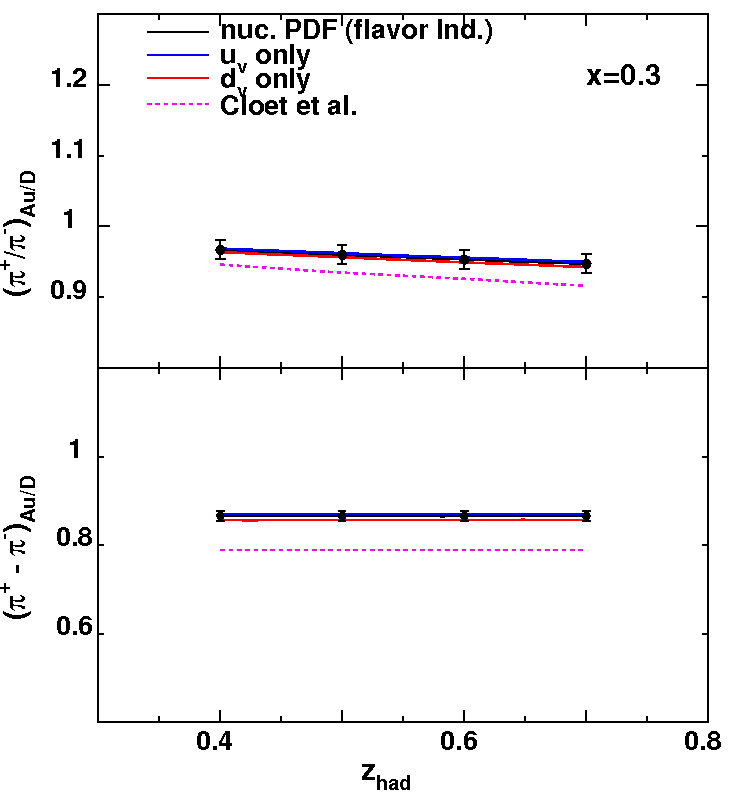 nuc. PDF (flavor Ind.)
u_v only
d_v only
Cloet et al.
x=0.3
1.2
1.1
1
0.9
(π⁺/π⁻)_Au/D
1
0.8
0.6
(π⁺ - π⁻)_Au/D
0.4
0.6
0.8
z_had